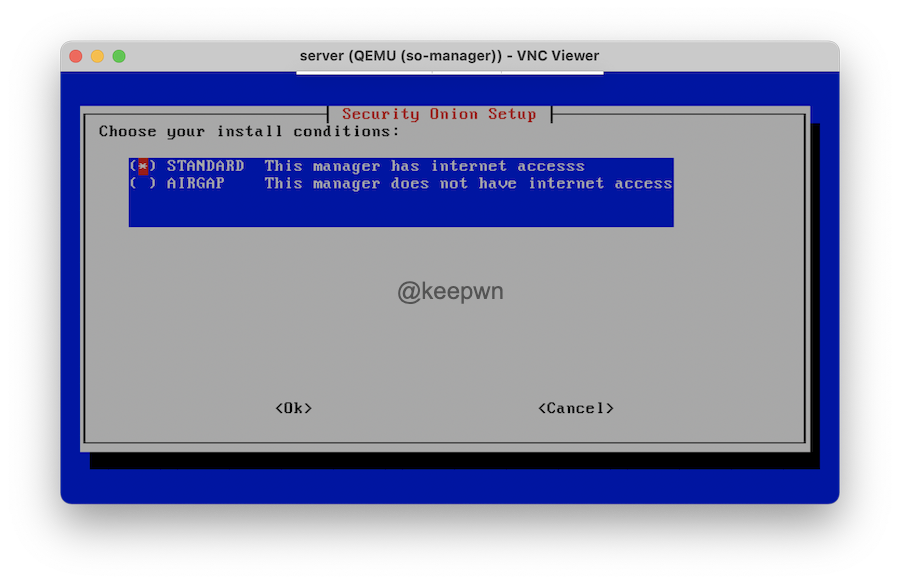 server (QEMU (so-manager)) - VNC Viewer
Security Onion Setup
Choose your install conditions:
(*) STANDARD  This manager has internet accesss
( ) AIRGAP    This manager does not have internet access
@keepwn
<Ok> <Cancel>